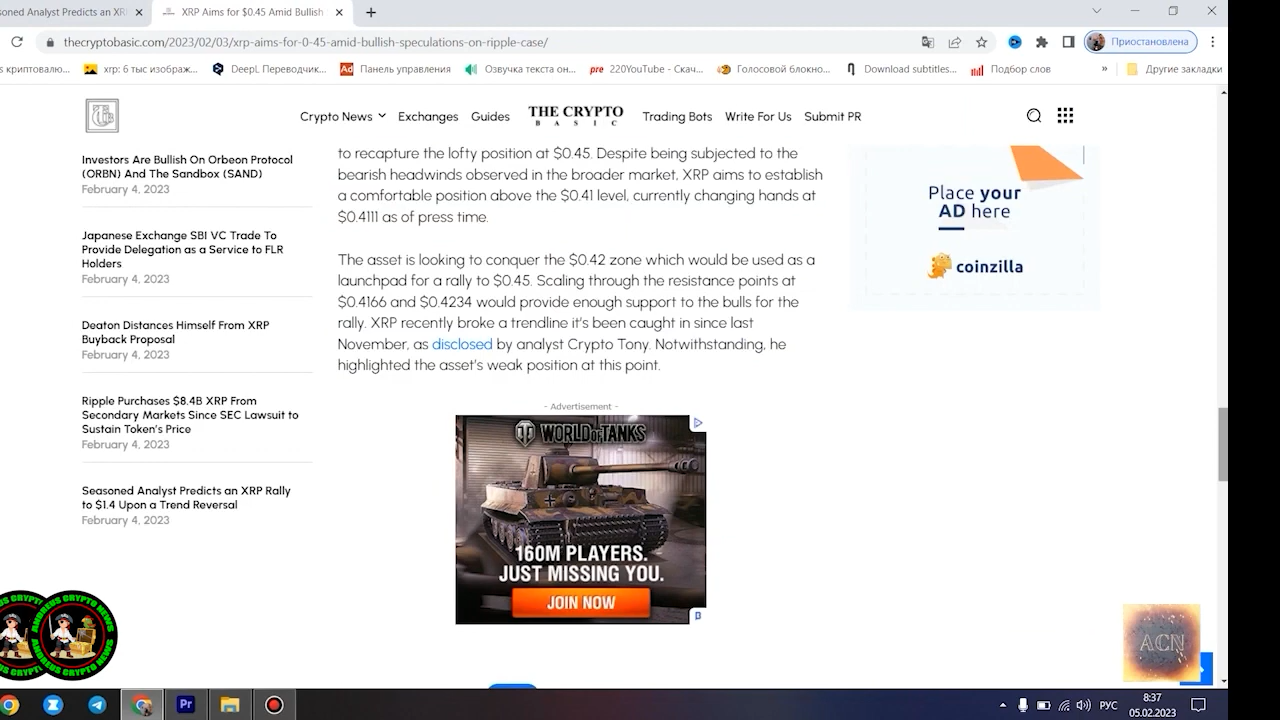 soned Analyst Predicts an XRI
XRP Aims for $0.45 Amid Bullish
thecryptobasic.com/2023/02/03/xrp-aims-for-0-45-amid-bullish-speculations-on-ripple-case/
Приостановлена
s криптовалю...
xrp: 6 тыс изображ...
DeepL Переводчик...
Панель управления
Озвучка текста он...
220YouTube - Скач...
Голосовой блокно...
Download subtitles...
Подбор слов
»
Другие закладки
Crypto News
Exchanges
Guides
THE CRYPTO
BASIC
Trading Bots
Write For Us
Submit PR
Investors Are Bullish On Orbeon Protocol
(ORBN) And The Sandbox (SAND)
February 4, 2023
Japanese Exchange SBI VC Trade To
Provide Delegation as a Service to FLR
Holders
February 4, 2023
Deaton Distances Himself From XRP
Buyback Proposal
February 4, 2023
Ripple Purchases $8.4B XRP From
Secondary Markets Since SEC Lawsuit to
Sustain Token's Price
February 4, 2023
Seasoned Analyst Predicts an XRP Rally
to $1.4 Upon a Trend Reversal
February 4, 2023
to recapture the lofty position at $0.45. Despite being subjected to the
bearish headwinds observed in the broader market, XRP aims to establish
a comfortable position above the $0.41 level, currently changing hands at
$0.4111 as of press time.
The asset is looking to conquer the $0.42 zone which would be used as a
launchpad for a rally to $0.45. Scaling through the resistance points at
$0.4166 and $0.4234 would provide enough support to the bulls for the
rally. XRP recently broke a trendline it's been caught in since last
November, as disclosed by analyst Crypto Tony. Notwithstanding, he
highlighted the asset's weak position at this point.
- Advertisement -
WORLD OF TANKS
160M PLAYERS.
JUST MISSING YOU.
JOIN NOW
Place your
AD here
coinzilla
ANDREUS CRYPTO NEWS
ANDREUS CRYPTO NEWS
ACN
Pr
РУС
8:37
05.02.2023